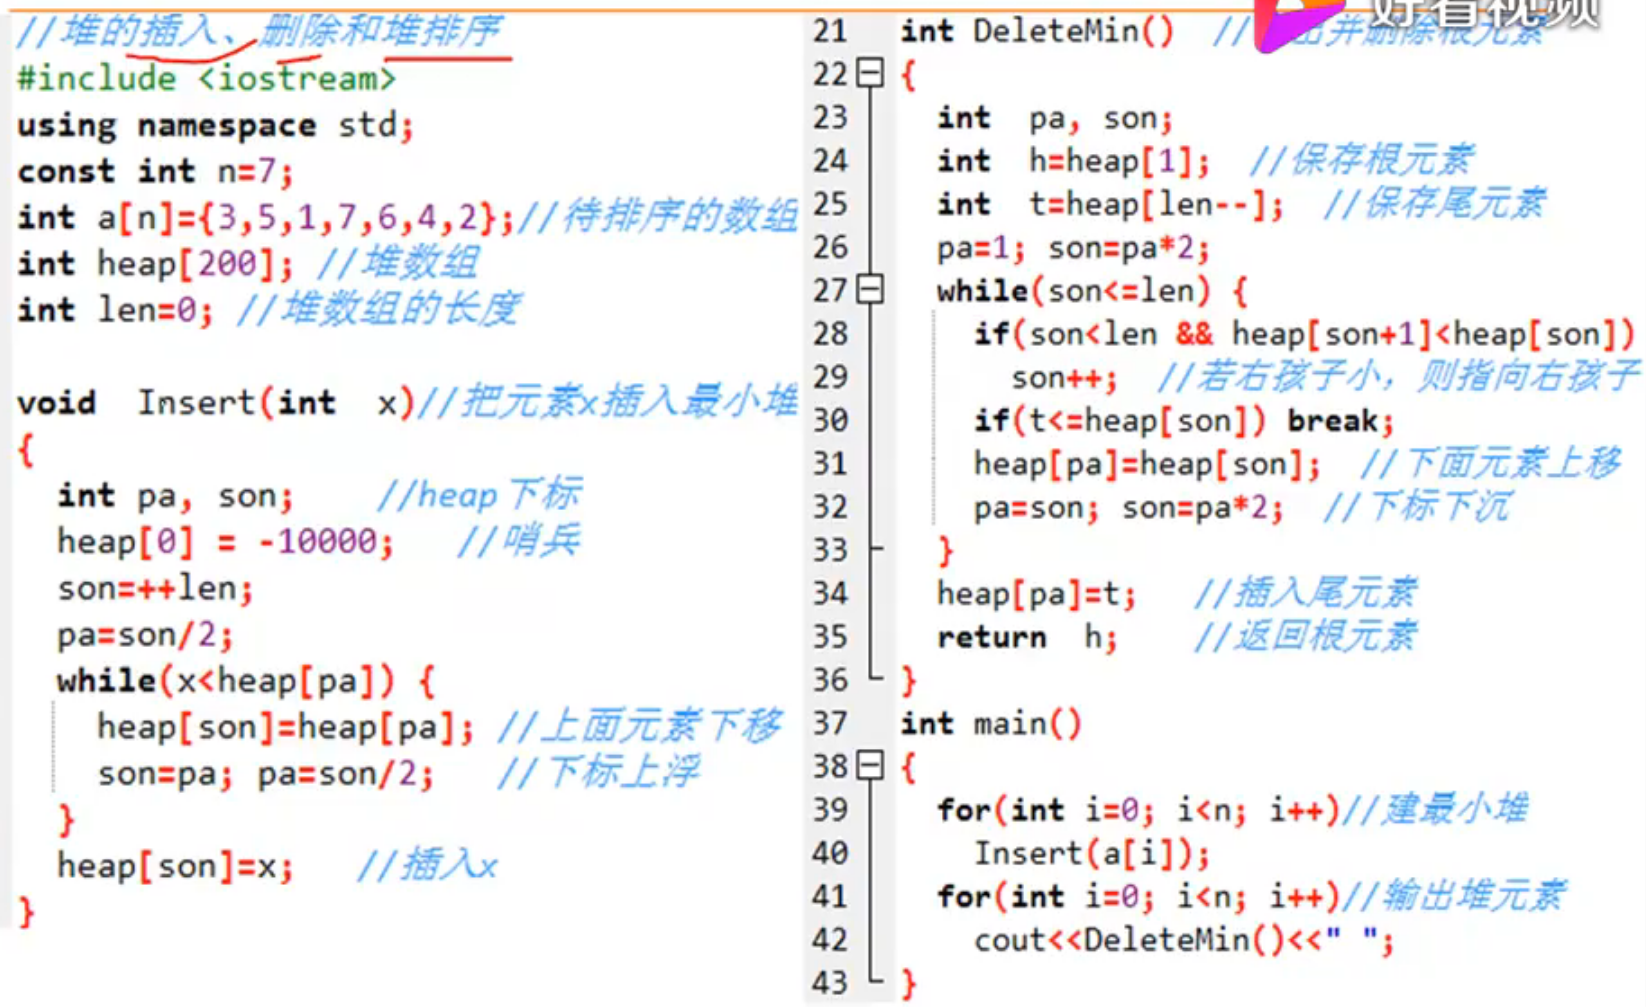 //堆的插入、删除和堆排序
#include <iostream>
using namespace std;
const int n=7;
int a[n]={3,5,1,7,6,4,2};//待排序的数组
int heap[200]; //堆数组
int len=0; //堆数组的长度
void Insert(int x)//把元素x插入最小堆
{
int pa, son; //heap下标
heap[0] = -10000; //哨兵
son=++len;
pa=son/2;
while(x<heap[pa]) {
heap[son]=heap[pa]; //上面元素下移
son=pa; pa=son/2; //下标上浮
}
heap[son]=x; //插入x
}
好看视频
21 int DeleteMin() // 出并删除根元素
22 {
23 int pa, son;
24 int h=heap[1]; //保存根元素
25 int t=heap[len--]; //保存尾元素
26 pa=1; son=pa*2;
27 while(son<=len) {
28 if(son<len && heap[son+1]<heap[son])
29 son++; //若右孩子小，则指向右孩子
30 if(t<=heap[son]) break;
31 heap[pa]=heap[son]; //下面元素上移
32 pa=son; son=pa*2; //下标下沉
33 }
34 heap[pa]=t; //插入尾元素
35 return h; //返回根元素
36 }
37 int main()
38 {
39 for(int i=0; i<n; i++)//建最小堆
40 Insert(a[i]);
41 for(int i=0; i<n; i++)//输出堆元素
42 cout<<DeleteMin()<<" ";
43 }